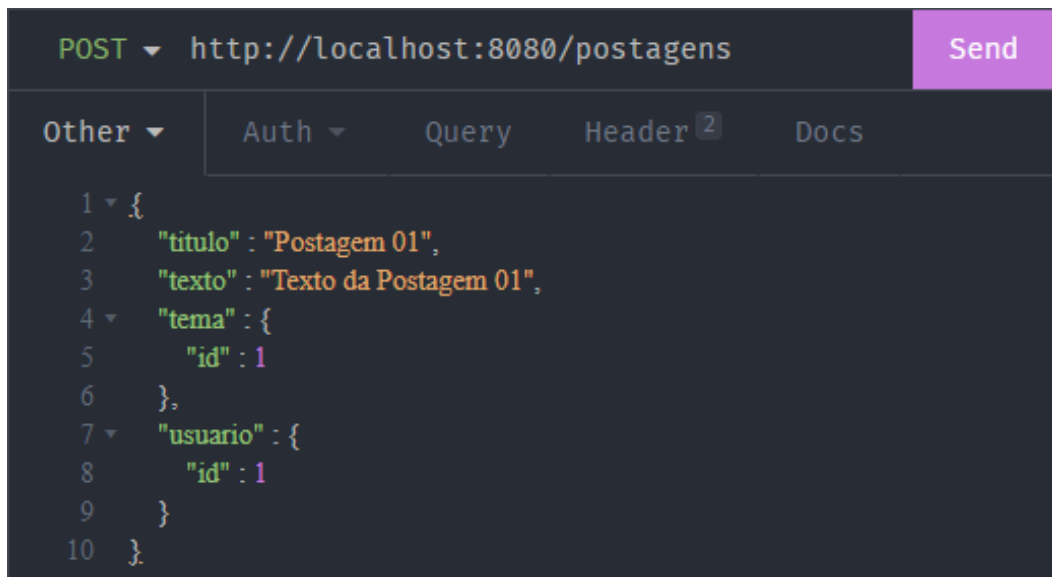 POST http://localhost:8080/postagens Send
Other Auth Query Header 2 Docs
1 {
2 "titulo" : "Postagem 01",
3 "texto" : "Texto da Postagem 01",
4 "tema" : {
5 "id" : 1
6 },
7 "usuario" : {
8 "id" : 1
9 }
10 }